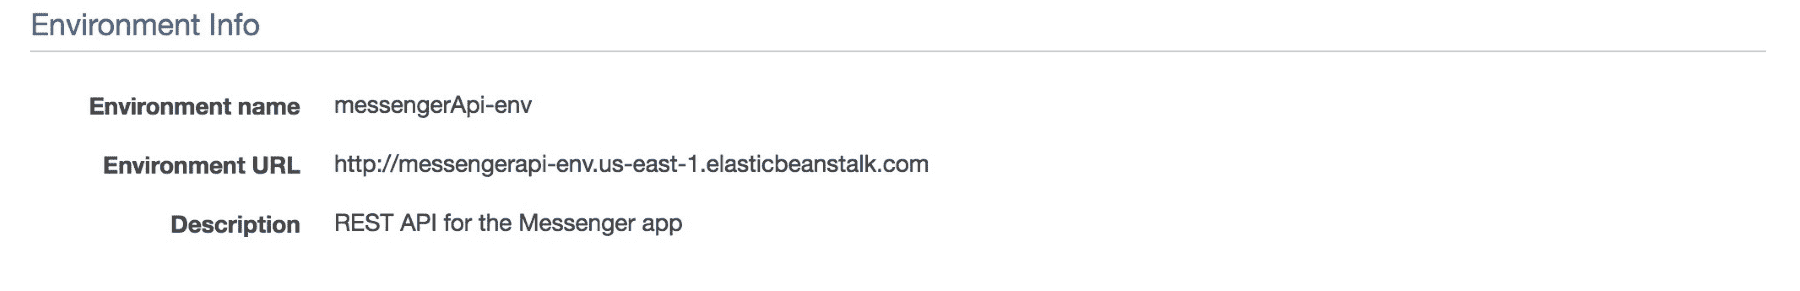 Environment Info
Environment name messengerApi-env
Environment URL http://messengerapi-env.us-east-1.elasticbeanstalk.com
Description REST API for the Messenger app